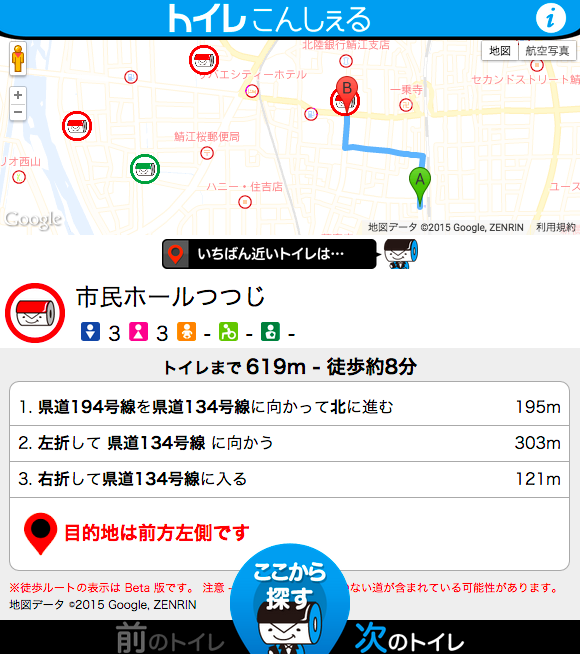 トイレこんしぇる
i
北陸銀行鯖江支店
地図 航空写真
サバエシティーホテル
セカンドストリート鯖
B
一乗寺
+
−
鯖江桜郵便局
リオ西山
ハニー・住吉店
A
ユース
Google
地図データ ©2015 Google, ZENRIN 利用規約
いちばん近いトイレは…
市民ホールつつじ
3 3 - - -
トイレまで 619m - 徒歩約8分
1. 県道194号線を県道134号線に向かって北に進む 195m
2. 左折して 県道134号線 に向かう 303m
3. 右折して県道134号線に入る 121m
目的地は前方左側です
※徒歩ルートの表示は Beta 版です。 注意 - ない道が含まれている可能性があります。
地図データ ©2015 Google, ZENRIN
ここから
探す
前のトイレ 次のトイレ